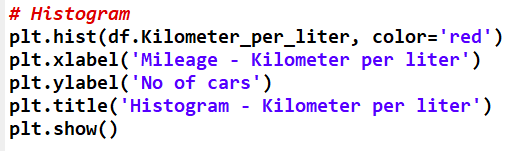 # Histogram
plt.hist(df.Kilometer_per_liter, color='red')
plt.xlabel('Mileage - Kilometer per liter')
plt.ylabel('No of cars')
plt.title('Histogram - Kilometer per liter')
plt.show()